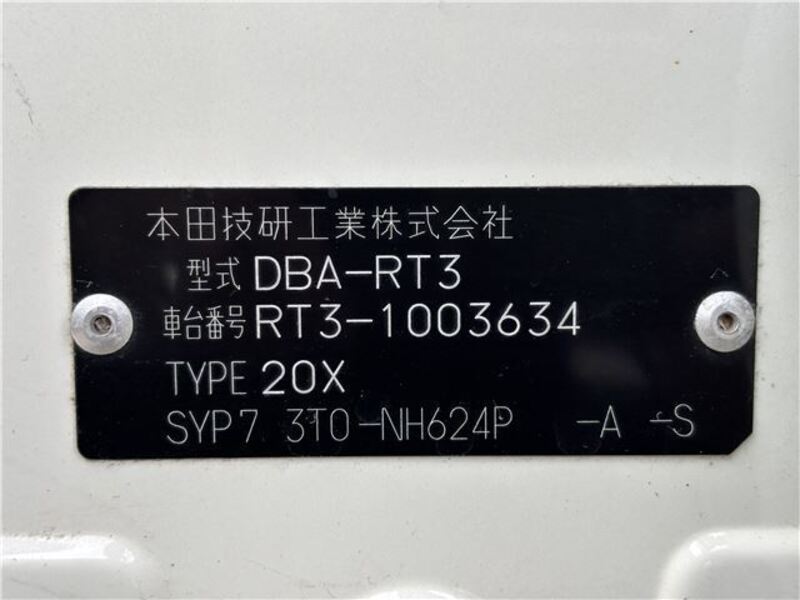 本田技研工業株式会社
型式 DBA-RT3
車台番号 RT3-1003634
TYPE 20X
SYP7 3T0-NH624P -A -S